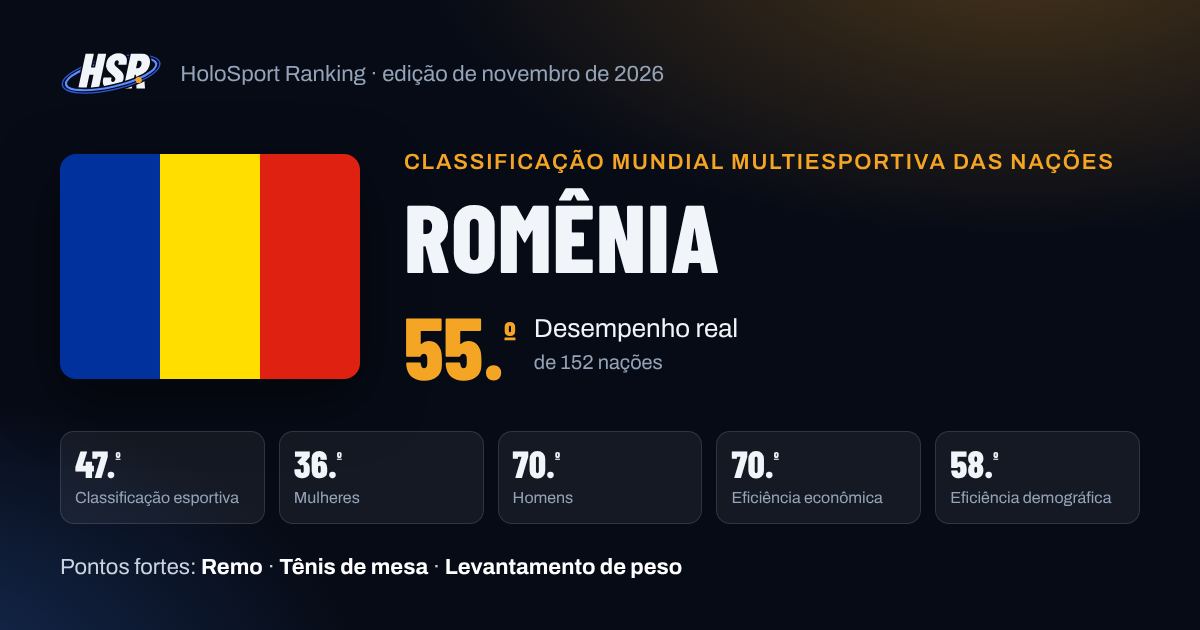 HSR
HoloSport Ranking · edição de novembro de 2026
CLASSIFICAÇÃO MUNDIAL MULTIESPORTIVA DAS NAÇÕES
ROMÊNIA
55.º
Desempenho real
de 152 nações
47.º
Classificação esportiva
36.º
Mulheres
70.º
Homens
70.º
Eficiência econômica
58.º
Eficiência demográfica
Pontos fortes: Remo · Tênis de mesa · Levantamento de peso